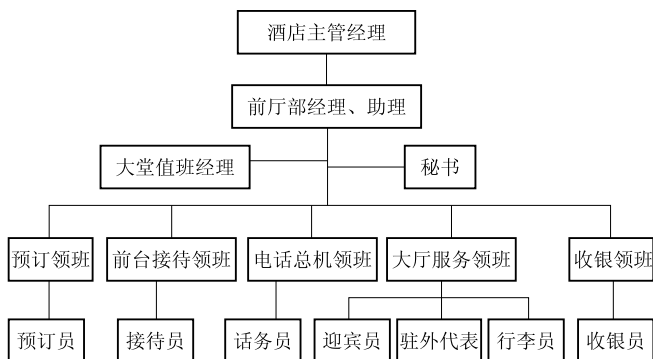 酒店主管经理
前厅部经理、助理
大堂值班经理
秘书
预订领班
前台接待领班
电话总机领班
大厅服务领班
收银领班
预订员
接待员
话务员
迎宾员
驻外代表
行李员
收银员